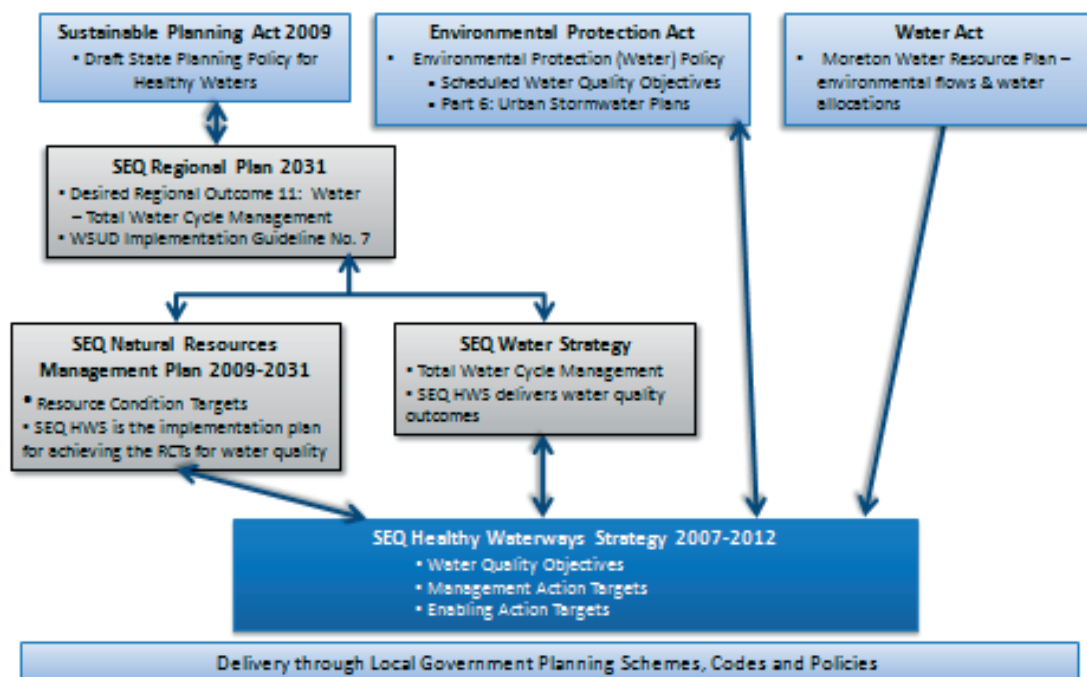 Sustainable Planning Act 2009
• Draft State Planning Policy for
Healthy Waters
Environmental Protection Act
• Environmental Protection (Water) Policy
• Scheduled Water Quality Objectives
• Part 6: Urban Stormwater Plans
Water Act
• Moreton Water Resource Plan –
environmental flows & water
allocations
SEQ Regional Plan 2031
• Desired Regional Outcome 11: Water
– Total Water Cycle Management
• WSUD Implementation Guideline No. 7
SEQ Natural Resources
Management Plan 2009-2031
• Resource Condition Targets
• SEQ HWS is the implementation plan
for achieving the RCTs for water quality
SEQ Water Strategy
• Total Water Cycle Management
• SEQ HWS delivers water quality
outcomes
SEQ Healthy Waterways Strategy 2007-2012
• Water Quality Objectives
• Management Action Targets
• Enabling Action Targets
Delivery through Local Government Planning Schemes, Codes and Policies